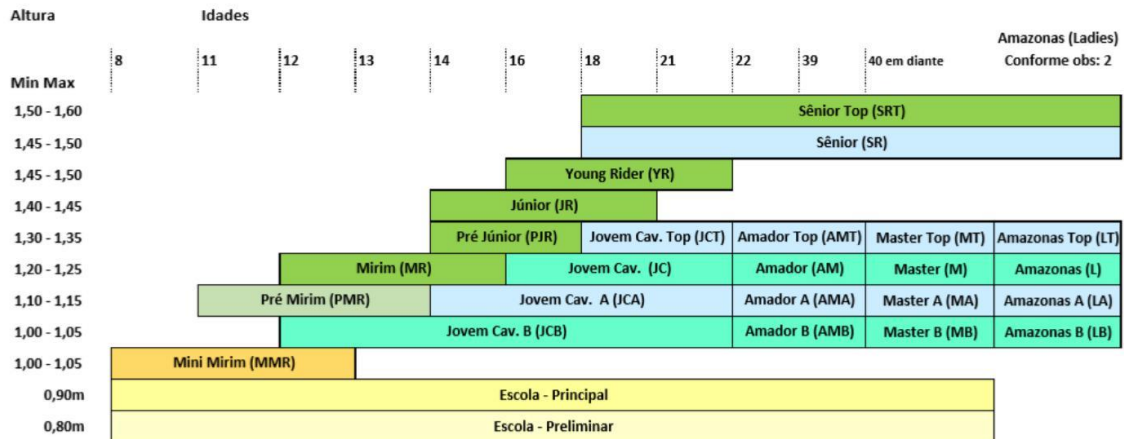 Altura Idades
Amazonas (Ladies)
8 11 12 13 14 16 18 21 22 39 40 em diante Conforme obs: 2
Min Max
1,50 - 1,60 Sênior Top (SRT)
1,45 - 1,50 Sênior (SR)
1,45 - 1,50 Young Rider (YR)
1,40 - 1,45 Júnior (JR)
1,30 - 1,35 Pré Júnior (PJR) Jovem Cav. Top (JCT) Amador Top (AMT) Master Top (MT) Amazonas Top (LT)
1,20 - 1,25 Mirim (MR) Jovem Cav. (JC) Amador (AM) Master (M) Amazonas (L)
1,10 - 1,15 Pré Mirim (PMR) Jovem Cav. A (JCA) Amador A (AMA) Master A (MA) Amazonas A (LA)
1,00 - 1,05 Jovem Cav. B (JCB) Amador B (AMB) Master B (MB) Amazonas B (LB)
1,00 - 1,05 Mini Mirim (MMR)
0,90m Escola - Principal
0,80m Escola - Preliminar